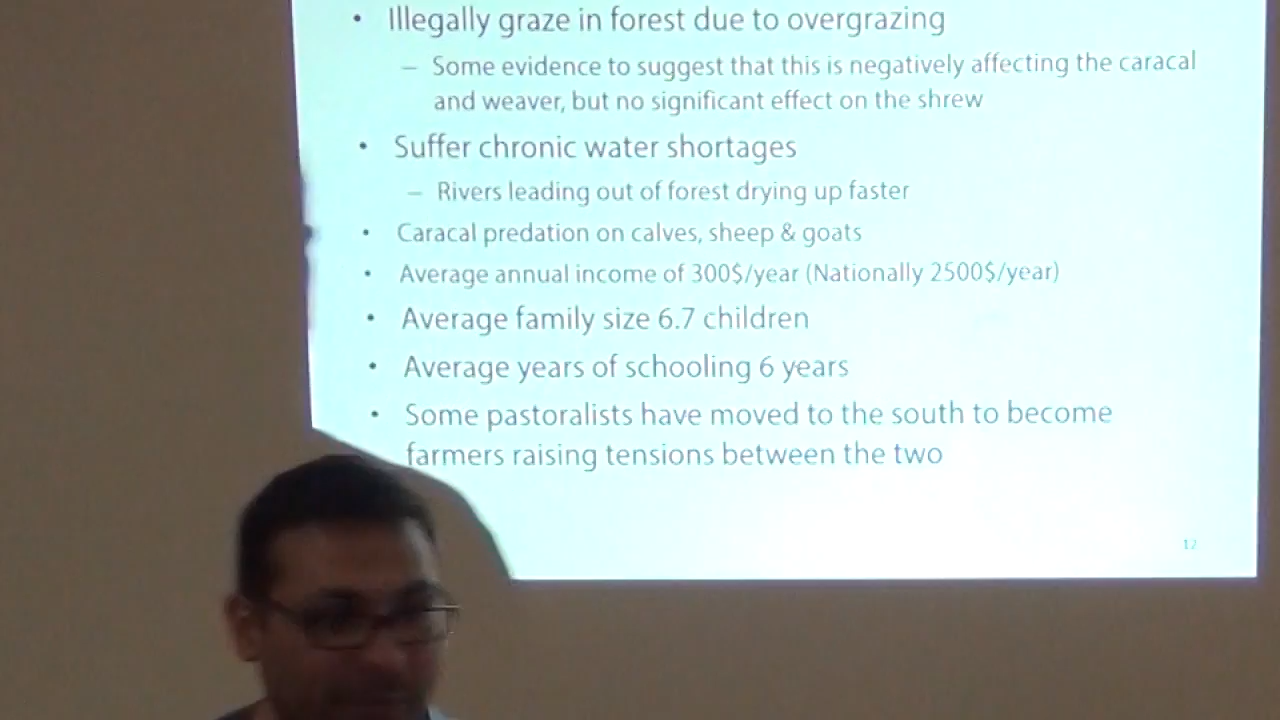 • Illegally graze in forest due to overgrazing
– Some evidence to suggest that this is negatively affecting the caracal
and weaver, but no significant effect on the shrew
• Suffer chronic water shortages
– Rivers leading out of forest drying up faster
• Caracal predation on calves, sheep & goats
• Average annual income of 300$/year (Nationally 2500$/year)
• Average family size 6.7 children
• Average years of schooling 6 years
• Some pastoralists have moved to the south to become
farmers raising tensions between the two
12